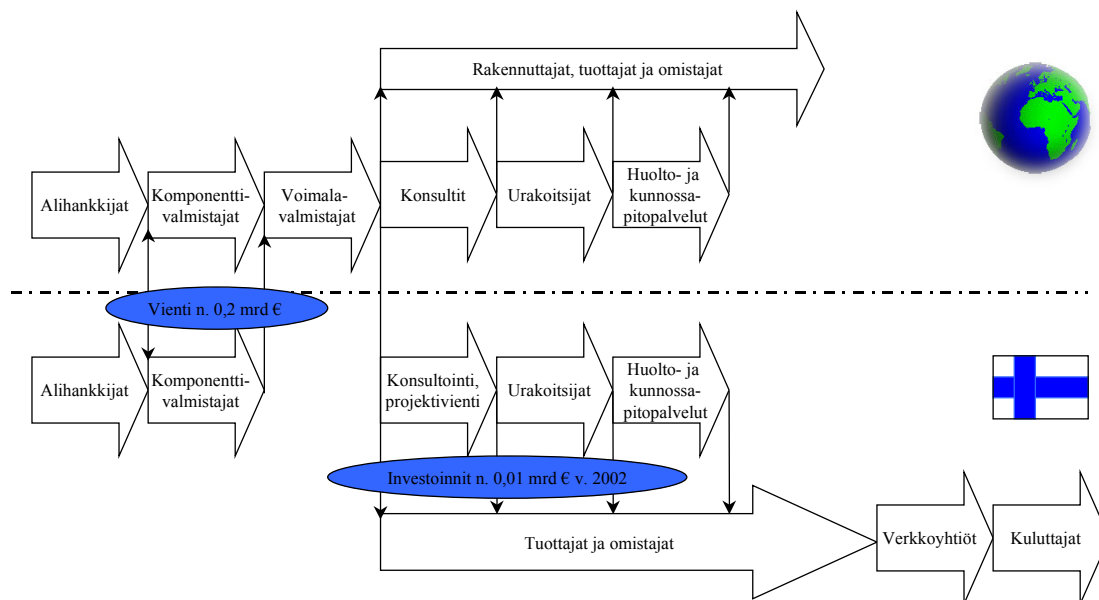 Rakennuttajat, tuottajat ja omistajat
Alihankkijat
Komponentti-
valmistajat
Voimala-
valmistajat
Konsultit
Urakoitsijat
Huolto- ja
kunnossa-
pitopalvelut
Vienti n. 0,2 mrd €
Alihankkijat
Komponentti-
valmistajat
Konsultointi,
projektivienti
Urakoitsijat
Huolto- ja
kunnossa-
pitopalvelut
Investoinnit n. 0,01 mrd € v. 2002
Tuottajat ja omistajat
Verkkoyhtiöt
Kuluttajat